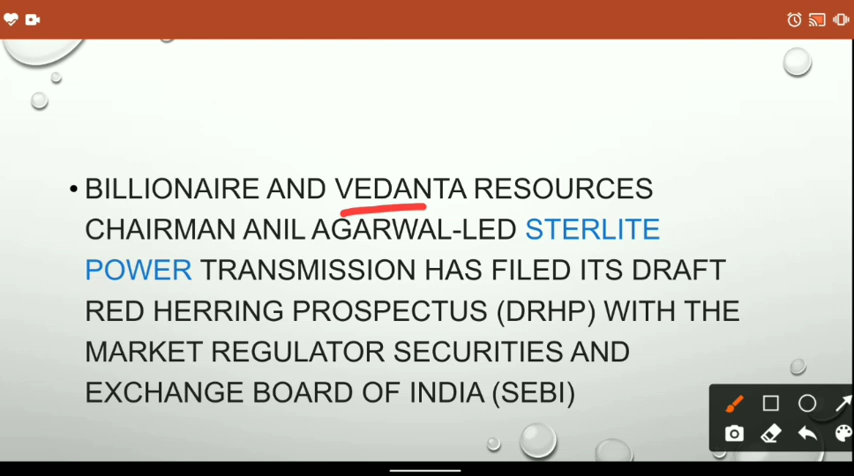 • BILLIONAIRE AND VEDANTA RESOURCES
CHAIRMAN ANIL AGARWAL-LED STERLITE
POWER TRANSMISSION HAS FILED ITS DRAFT
RED HERRING PROSPECTUS (DRHP) WITH THE
MARKET REGULATOR SECURITIES AND
EXCHANGE BOARD OF INDIA (SEBI)